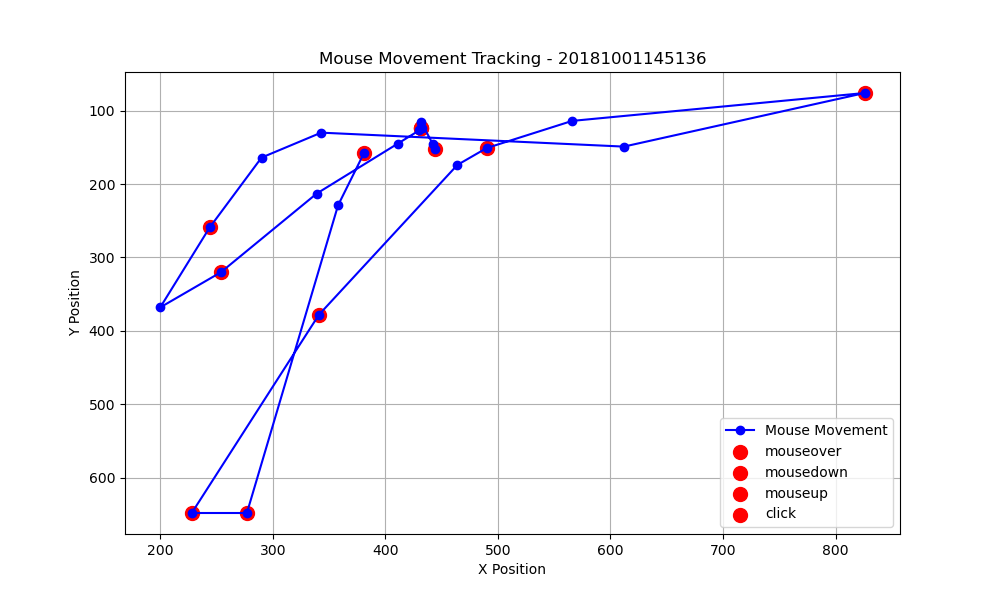 Mouse Movement Tracking - 20181001145136
Y Position
100
200
300
400
500
600
200
300
400
500
600
700
800
X Position
Mouse Movement
mouseover
mousedown
mouseup
click